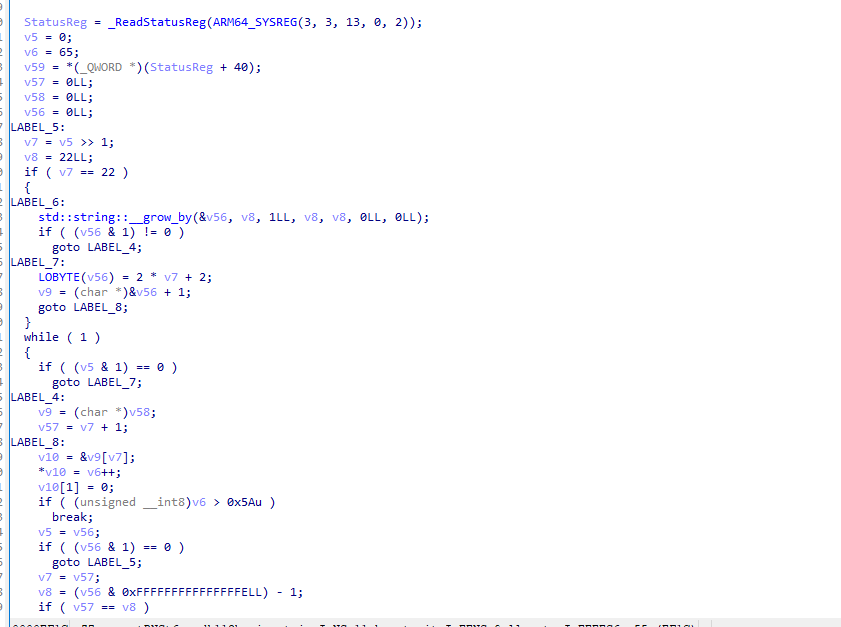 StatusReg = _ReadStatusReg(ARM64_SYSREG(3, 3, 13, 0, 2));
v5 = 0;
v6 = 65;
v59 = *(_QWORD *)(StatusReg + 40);
v57 = 0LL;
v58 = 0LL;
v56 = 0LL;
LABEL_5:
v7 = v5 >> 1;
v8 = 22LL;
if ( v7 == 22 )
{
LABEL_6:
std::string::__grow_by(&v56, v8, 1LL, v8, v8, 0LL, 0LL);
if ( (v56 & 1) != 0 )
goto LABEL_4;
LABEL_7:
LOBYTE(v56) = 2 * v7 + 2;
v9 = (char *)&v56 + 1;
goto LABEL_8;
}
while ( 1 )
{
if ( (v5 & 1) == 0 )
goto LABEL_7;
LABEL_4:
v9 = (char *)v58;
v57 = v7 + 1;
LABEL_8:
v10 = &v9[v7];
*v10 = v6++;
v10[1] = 0;
if ( (unsigned __int8)v6 > 0x5Au )
break;
v5 = v56;
if ( (v56 & 1) == 0 )
goto LABEL_5;
v7 = v57;
v8 = (v56 & 0xFFFFFFFFFFFFFFFELL) - 1;
if ( v57 == v8 )